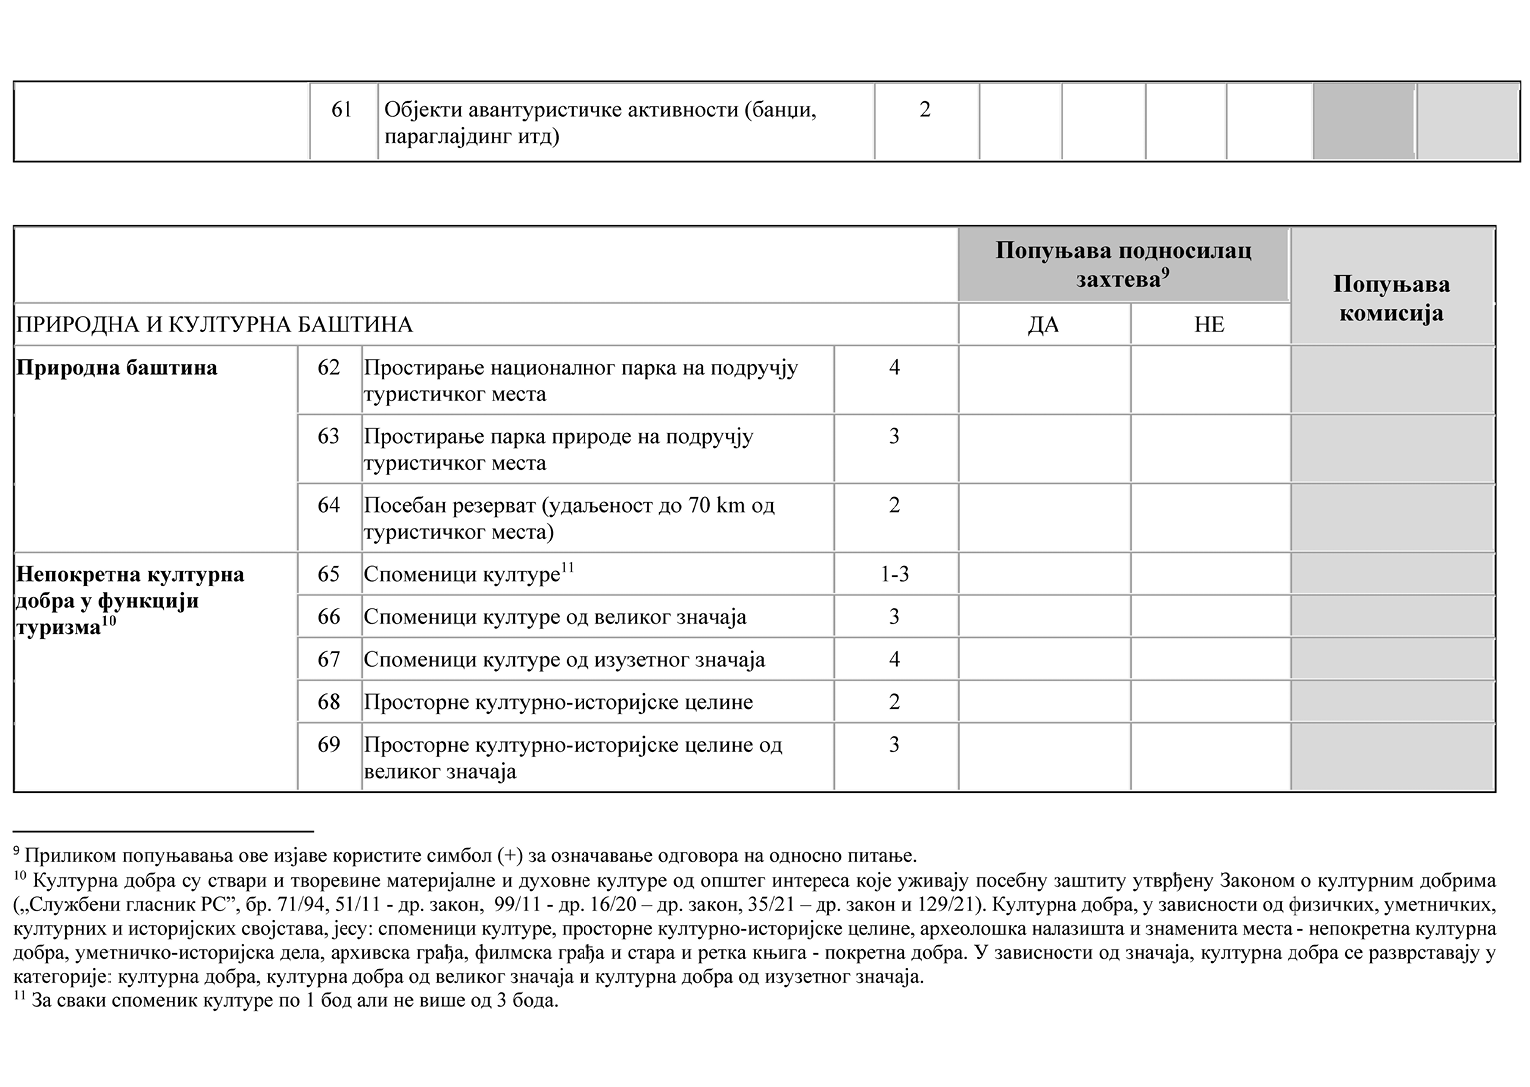 61 Објекти авантуристичке активности (банџи, 2
параглајдинг итд)
Попуњава подносилац
захтева⁹
Попуњава
комисија
ПРИРОДНА И КУЛТУРНА БАШТИНА ДА НЕ
Природна баштина 62 Простирање националног парка на подручју 4
туристичког места
63 Простирање парка природе на подручју 3
туристичког места
64 Посебан резерват (удаљеност до 70 km од 2
туристичког места)
Непокретна културна 65 Споменици културе¹¹ 1-3
добра у функцији
туризма¹⁰
66 Споменици културе од великог значаја 3
67 Споменици културе од изузетног значаја 4
68 Просторне културно-историјске целине 2
69 Просторне културно-историјске целине од 3
великог значаја
⁹ Приликом попуњавања ове изјаве користите симбол (+) за означавање одговора на односно питање.
¹⁰ Културна добра су ствари и творевине материјалне и духовне културе од општег интереса које уживају посебну заштиту утврђену Законом о културним добрима
(„Службени гласник РС”, бр. 71/94, 51/11 - др. закон, 99/11 - др. 16/20 – др. закон, 35/21 – др. закон и 129/21). Културна добра, у зависности од физичких, уметничких,
културних и историјских својстава, јесу: споменици културе, просторне културно-историјске целине, археолошка налазишта и знаменита места - непокретна културна
добра, уметничко-историјска дела, архивска грађа, филмска грађа и стара и ретка књига - покретна добра. У зависности од значаја, културна добра се разврставају у
категорије: културна добра, културна добра од великог значаја и културна добра од изузетног значаја.
¹¹ За сваки споменик културе по 1 бод али не више од 3 бода.